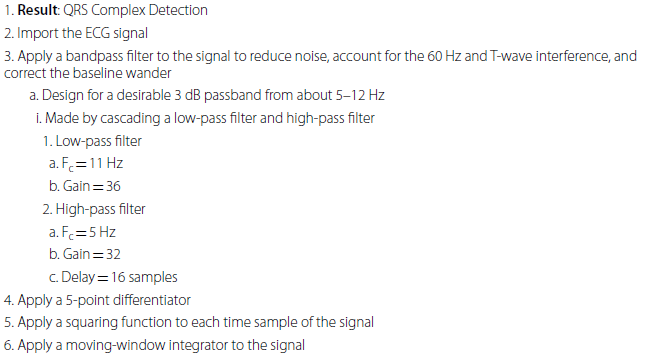 1. Result: QRS Complex Detection
2. Import the ECG signal
3. Apply a bandpass filter to the signal to reduce noise, account for the 60 Hz and T-wave interference, and
correct the baseline wander
a. Design for a desirable 3 dB passband from about 5–12 Hz
i. Made by cascading a low-pass filter and high-pass filter
1. Low-pass filter
a. Fc=11 Hz
b. Gain=36
2. High-pass filter
a. Fc=5 Hz
b. Gain=32
c. Delay=16 samples
4. Apply a 5-point differentiator
5. Apply a squaring function to each time sample of the signal
6. Apply a moving-window integrator to the signal